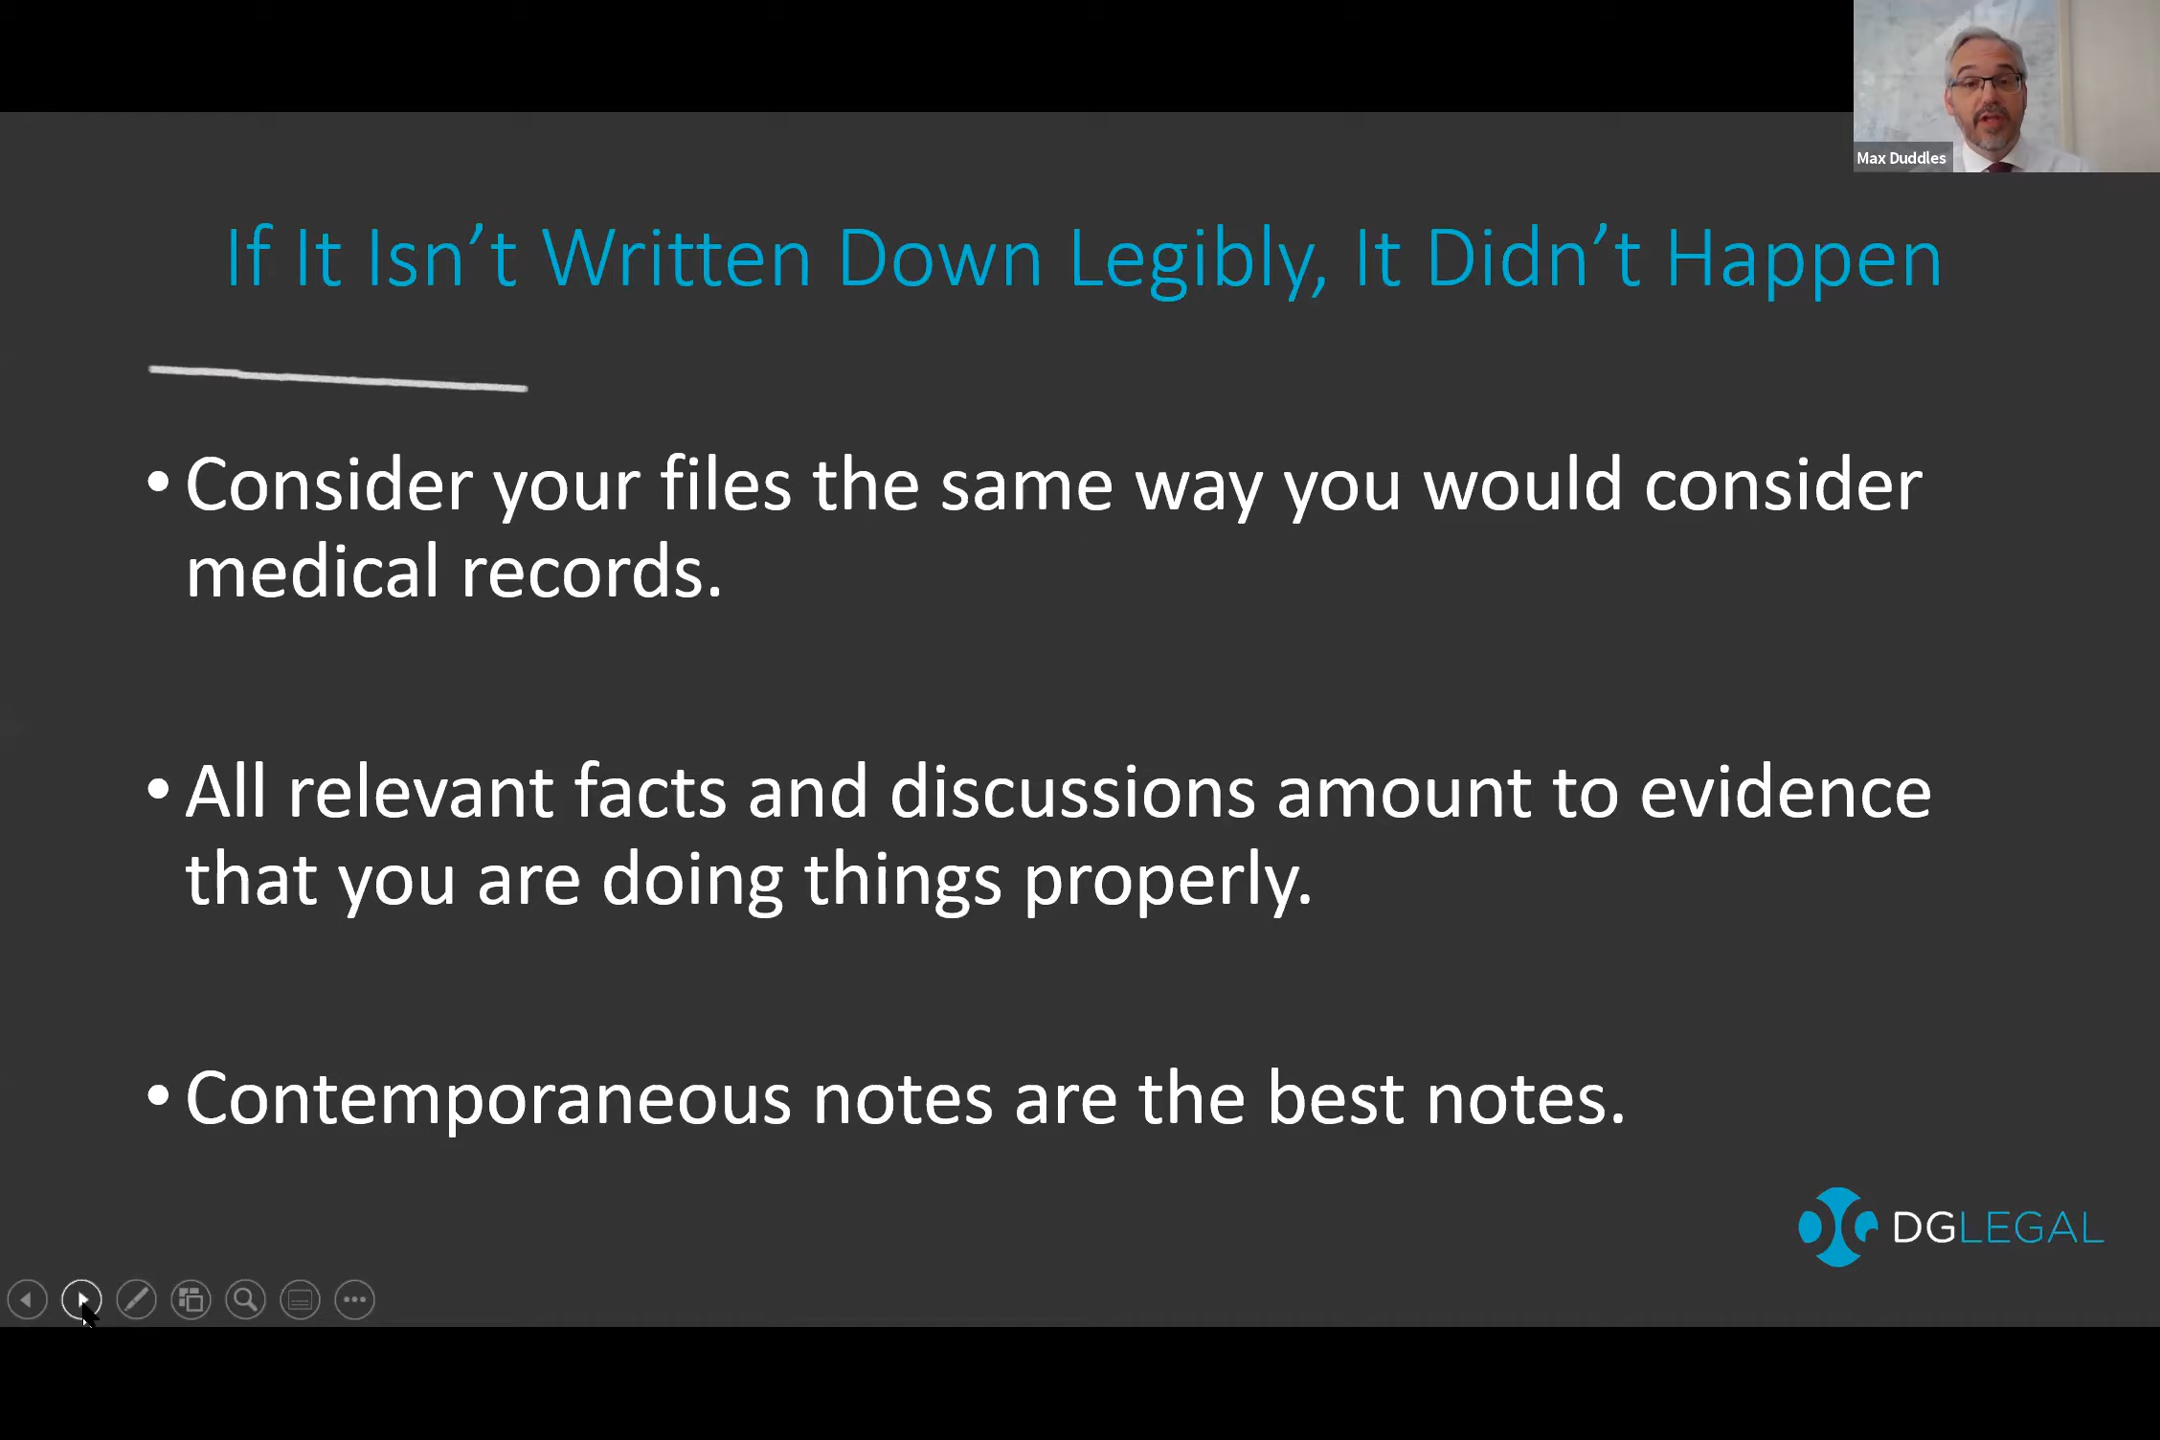 Max Duddles
If It Isn’t Written Down Legibly, It Didn’t Happen
• Consider your files the same way you would consider
medical records.
• All relevant facts and discussions amount to evidence
that you are doing things properly.
• Contemporaneous notes are the best notes.
DGLEGAL